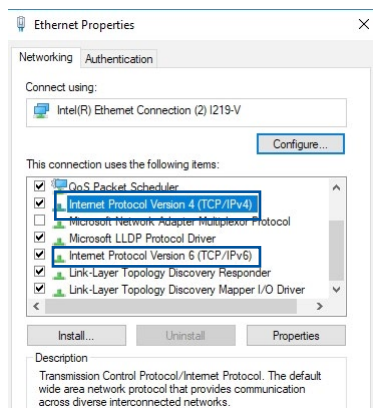 Ethernet Properties
Networking
Authentication
Connect using:
Intel(R) Ethernet Connection (2) I219-V
Configure...
This connection uses the following items:
QoS Packet Scheduler
Internet Protocol Version 4 (TCP/IPv4)
Microsoft Network Adapter Multiplexor Protocol
Microsoft LLDP Protocol Driver
Internet Protocol Version 6 (TCP/IPv6)
Link-Layer Topology Discovery Responder
Link-Layer Topology Discovery Mapper I/O Driver
Install...
Uninstall
Properties
Description
Transmission Control Protocol/Internet Protocol. The default
wide area network protocol that provides communication
across diverse interconnected networks.